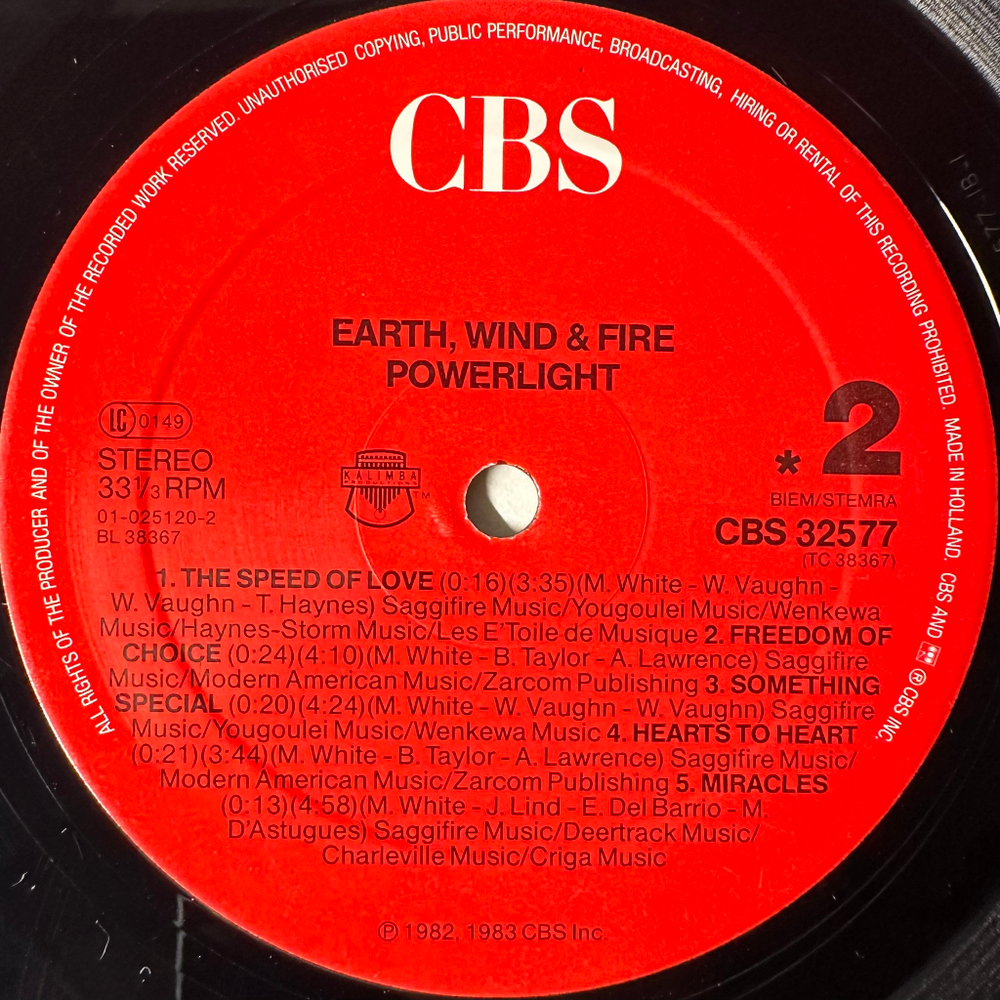 ALL RIGHTS OF THE PRODUCER AND OF THE OWNER OF THE RECORDED WORK RESERVED. UNAUTHORISED COPYING, PUBLIC PERFORMANCE, BROADCASTING, HIRING OR RENTAL OF THIS RECORDING PROHIBITED. MADE IN HOLLAND. CBS AND ® CBS INC.
CBS
EARTH, WIND & FIRE
POWERLIGHT
LC 0149
STEREO
33⅓ RPM
01-025120-2
BL 38367
KALIMBA
PRODUCTIONS
TM
* 2
BIEM/STEMRA
CBS 32577
(TC 38367)
1. THE SPEED OF LOVE (0:16)(3:35)(M. White - W. Vaughn -
W. Vaughn - T. Haynes) Saggifire Music/Yougoulei Music/Wenkewa
Music/Haynes-Storm Music/Les E'Toile de Musique 2. FREEDOM OF
CHOICE (0:24)(4:10)(M. White - B. Taylor - A. Lawrence) Saggifire
Music/Modern American Music/Zarcom Publishing 3. SOMETHING
SPECIAL (0:20)(4:24)(M. White - W. Vaughn - W. Vaughn) Saggifire
Music/Yougoulei Music/Wenkewa Music 4. HEARTS TO HEART
(0:21)(3:44)(M. White - B. Taylor - A. Lawrence) Saggifire Music/
Modern American Music/Zarcom Publishing 5. MIRACLES
(0:13)(4:58)(M. White - J. Lind - E. Del Barrio - M.
D'Astugues) Saggifire Music/Deertrack Music/
Charleville Music/Criga Music
℗ 1982, 1983 CBS Inc.